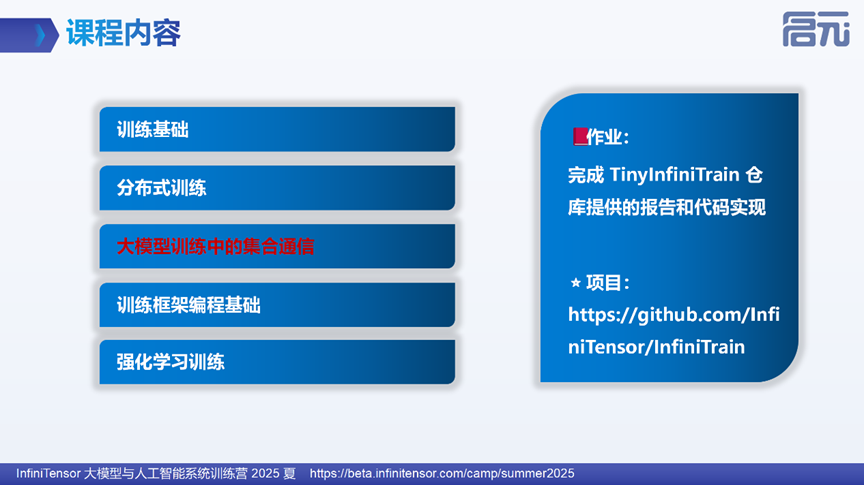 课程内容
启元
训练基础
分布式训练
大模型训练中的集合通信
训练框架编程基础
强化学习训练
作业：
完成 TinyInfiniTrain 仓
库提供的报告和代码实现
☆ 项目：
https://github.com/Infi
niTensor/InfiniTrain
InfiniTensor 大模型与人工智能系统训练营 2025 夏 https://beta.infinitensor.com/camp/summer2025